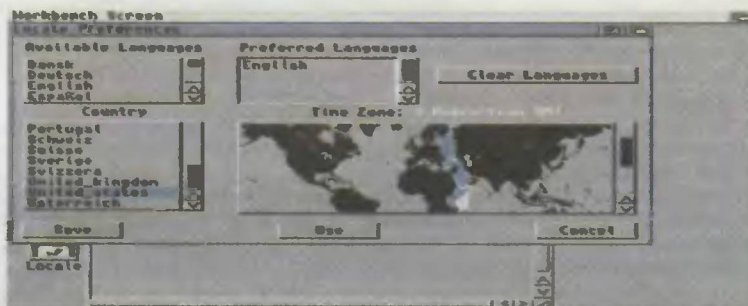 Workbench Screen
Locale Preferences
Available Languages
Dansk
Deutsch
English
Español
Preferred Languages
English
Clear Languages
Country
Portugal
Schweiz
Suisse
Sverige
Svizzera
United_kingdom
United_states
Österreich
Time Zone:
Save
Use
Cancel
Locale